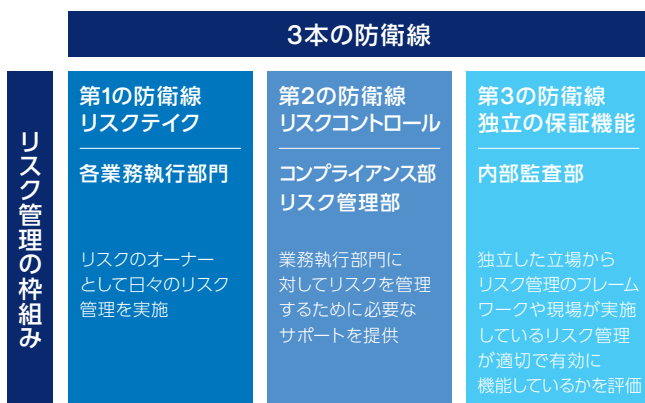 3本の防衛線
リスク管理の枠組み
第1の防衛線
リスクテイク
各業務執行部門
リスクのオーナー
として日々のリスク
管理を実施
第2の防衛線
リスクコントロール
コンプライアンス部
リスク管理部
業務執行部門に
対してリスクを管理
するために必要な
サポートを提供
第3の防衛線
独立の保証機能
内部監査部
独立した立場から
リスク管理のフレーム
ワークや現場が実施
しているリスク管理
が適切で有効に
機能しているかを評価